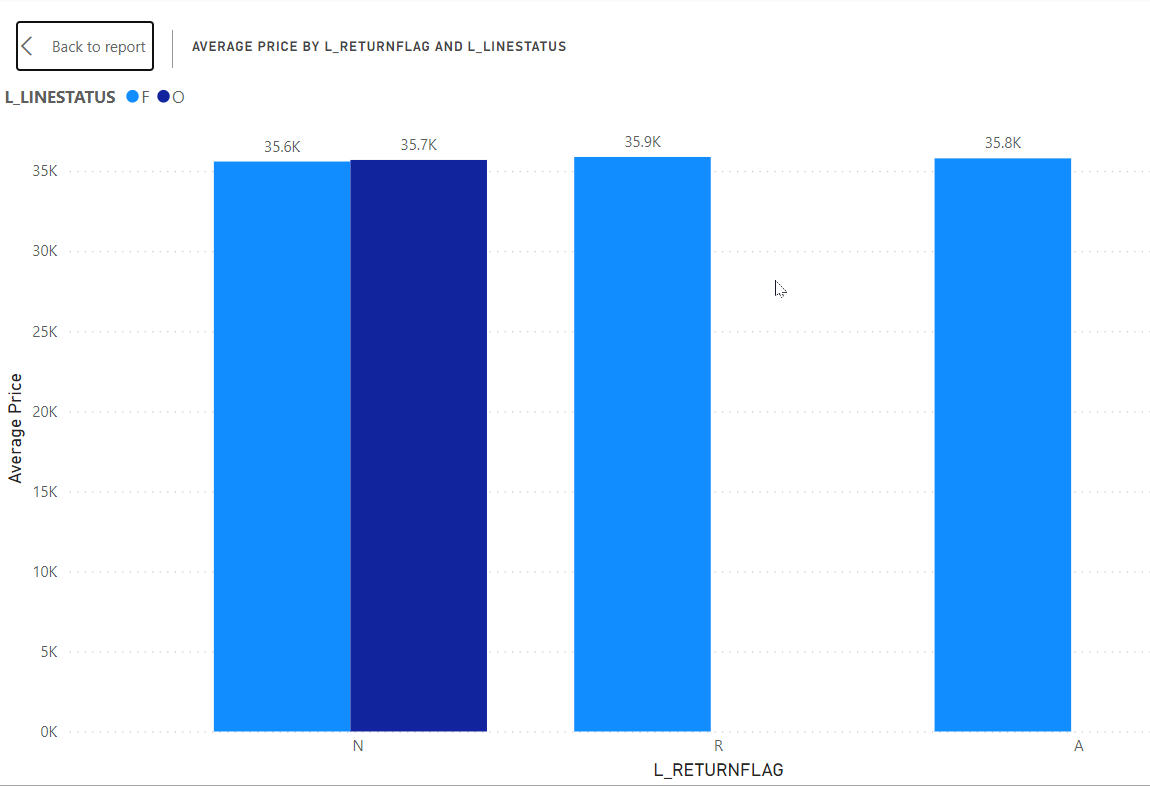 Back to report
AVERAGE PRICE BY L_RETURNFLAG AND L_LINESTATUS
L_LINESTATUS F O
35.6K
35.7K
35.9K
35.8K
35K
30K
25K
20K
15K
10K
5K
0K
Average Price
N
R
A
L_RETURNFLAG